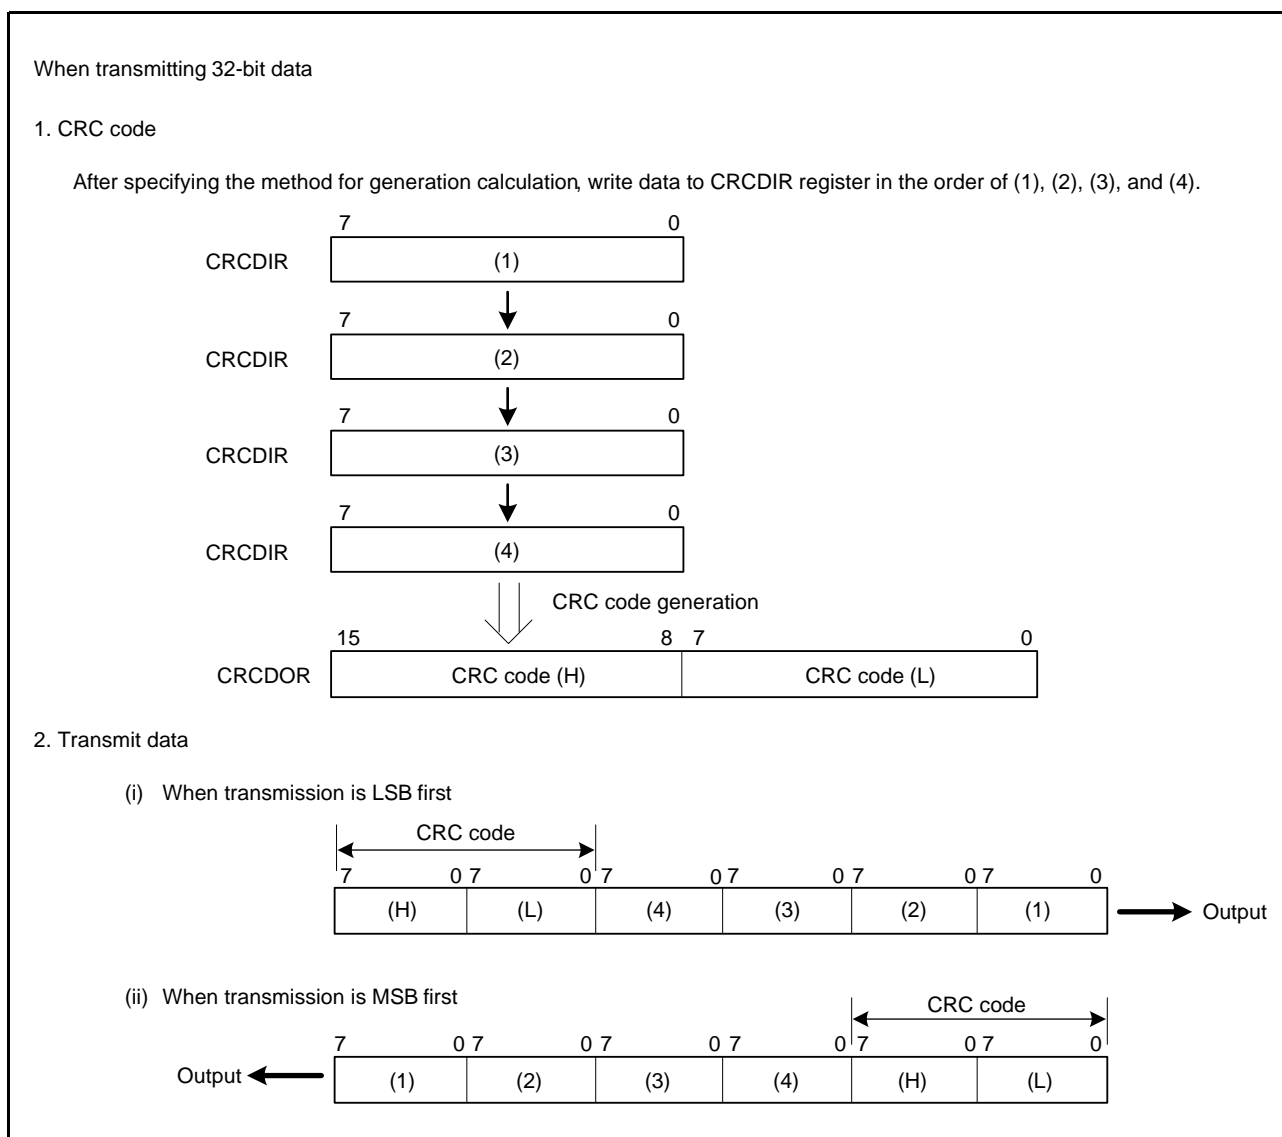 When transmitting 32-bit data
1. CRC code
After specifying the method for generation calculation, write data to CRCDIR register in the order of (1), (2), (3), and (4).
7 0
CRCDIR (1)
7 0
CRCDIR (2)
7 0
CRCDIR (3)
7 0
CRCDIR (4)
CRC code generation
15 8 7 0
CRCDOR CRC code (H) CRC code (L)
2. Transmit data
(i) When transmission is LSB first
CRC code
7 0 7 0 7 0 7 0 7 0 7 0
(H) (L) (4) (3) (2) (1) Output
(ii) When transmission is MSB first
CRC code
7 0 7 0 7 0 7 0 7 0 7 0
Output (1) (2) (3) (4) (H) (L)